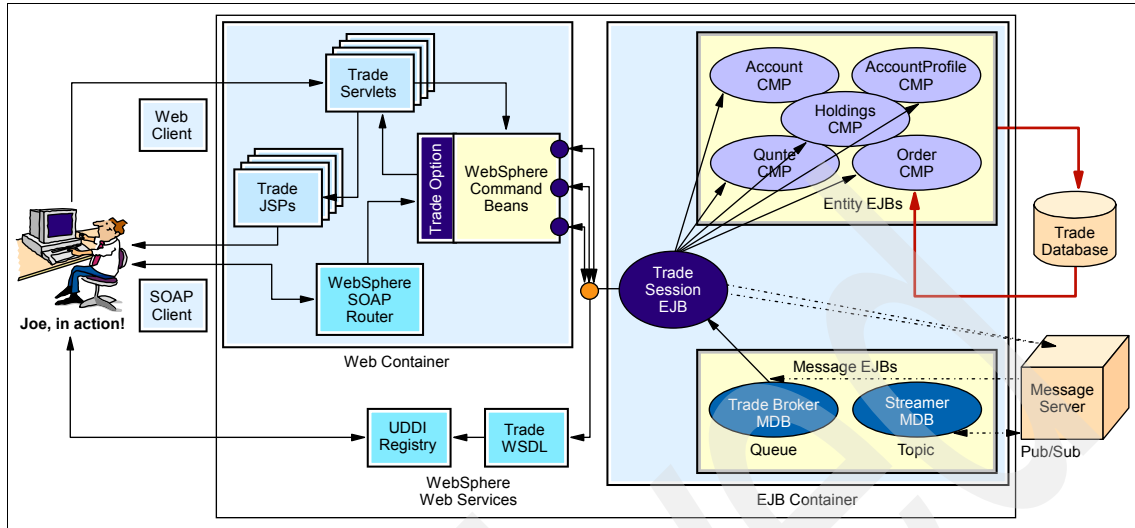 Web
Client
SOAP
Client
Joe, in action!
Trade
Servlets
Trade
JSPs
Trade Option
WebSphere
Command
Beans
WebSphere
SOAP
Router
Web Container
UDDI
Registry
Trade
WSDL
WebSphere
Web Services
Account
CMP
AccountProfile
CMP
Holdings
CMP
Qunte
CMP
Order
CMP
Entity EJBs
Trade
Session
EJB
Message EJBs
Trade Broker
MDB
Streamer
MDB
Queue
Topic
EJB Container
Trade
Database
Message
Server
Pub/Sub